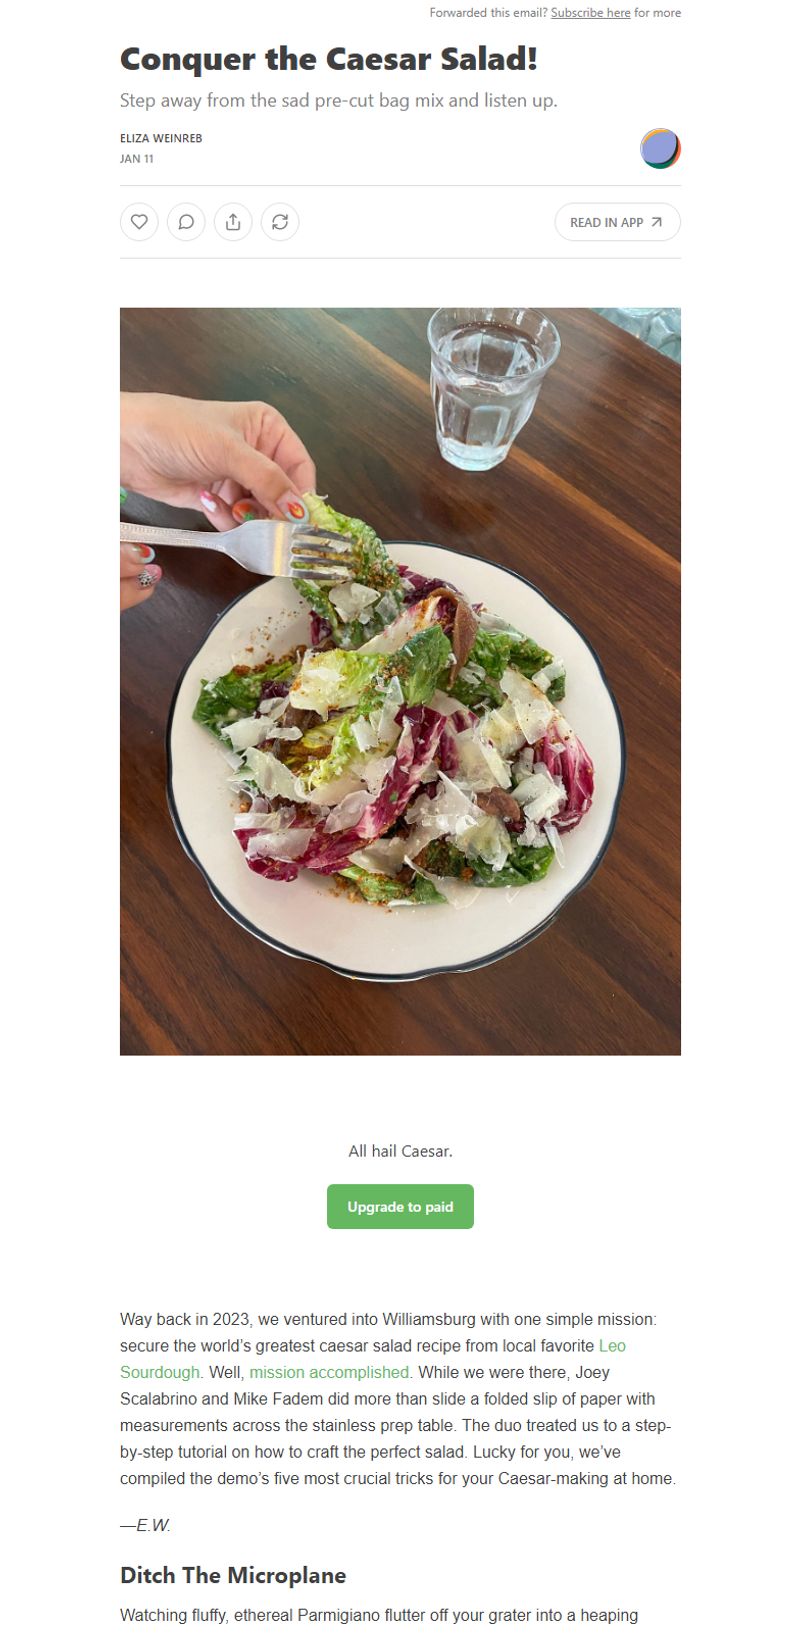 Forwarded this email? Subscribe here for more
Conquer the Caesar Salad!
Step away from the sad pre-cut bag mix and listen up.
ELIZA WEINREB
JAN 11
READ IN APP
All hail Caesar.
Upgrade to paid
Way back in 2023, we ventured into Williamsburg with one simple mission:
secure the world’s greatest caesar salad recipe from local favorite Leo
Sourdough. Well, mission accomplished. While we were there, Joey
Scalabrino and Mike Fadem did more than slide a folded slip of paper with
measurements across the stainless prep table. The duo treated us to a step-
by-step tutorial on how to craft the perfect salad. Lucky for you, we’ve
compiled the demo’s five most crucial tricks for your Caesar-making at home.
—E.W.
Ditch The Microplane
Watching fluffy, ethereal Parmigiano flutter off your grater into a heaping